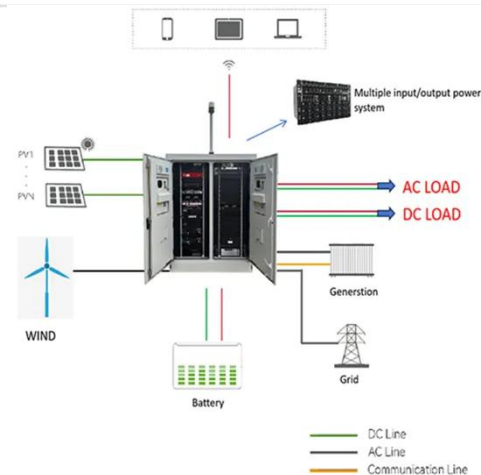 Multiple input/output power
system
PV1
PVN
AC LOAD
DC LOAD
WIND
Generstion
Grid
Battery
DC Line
AC Line
Communication Line